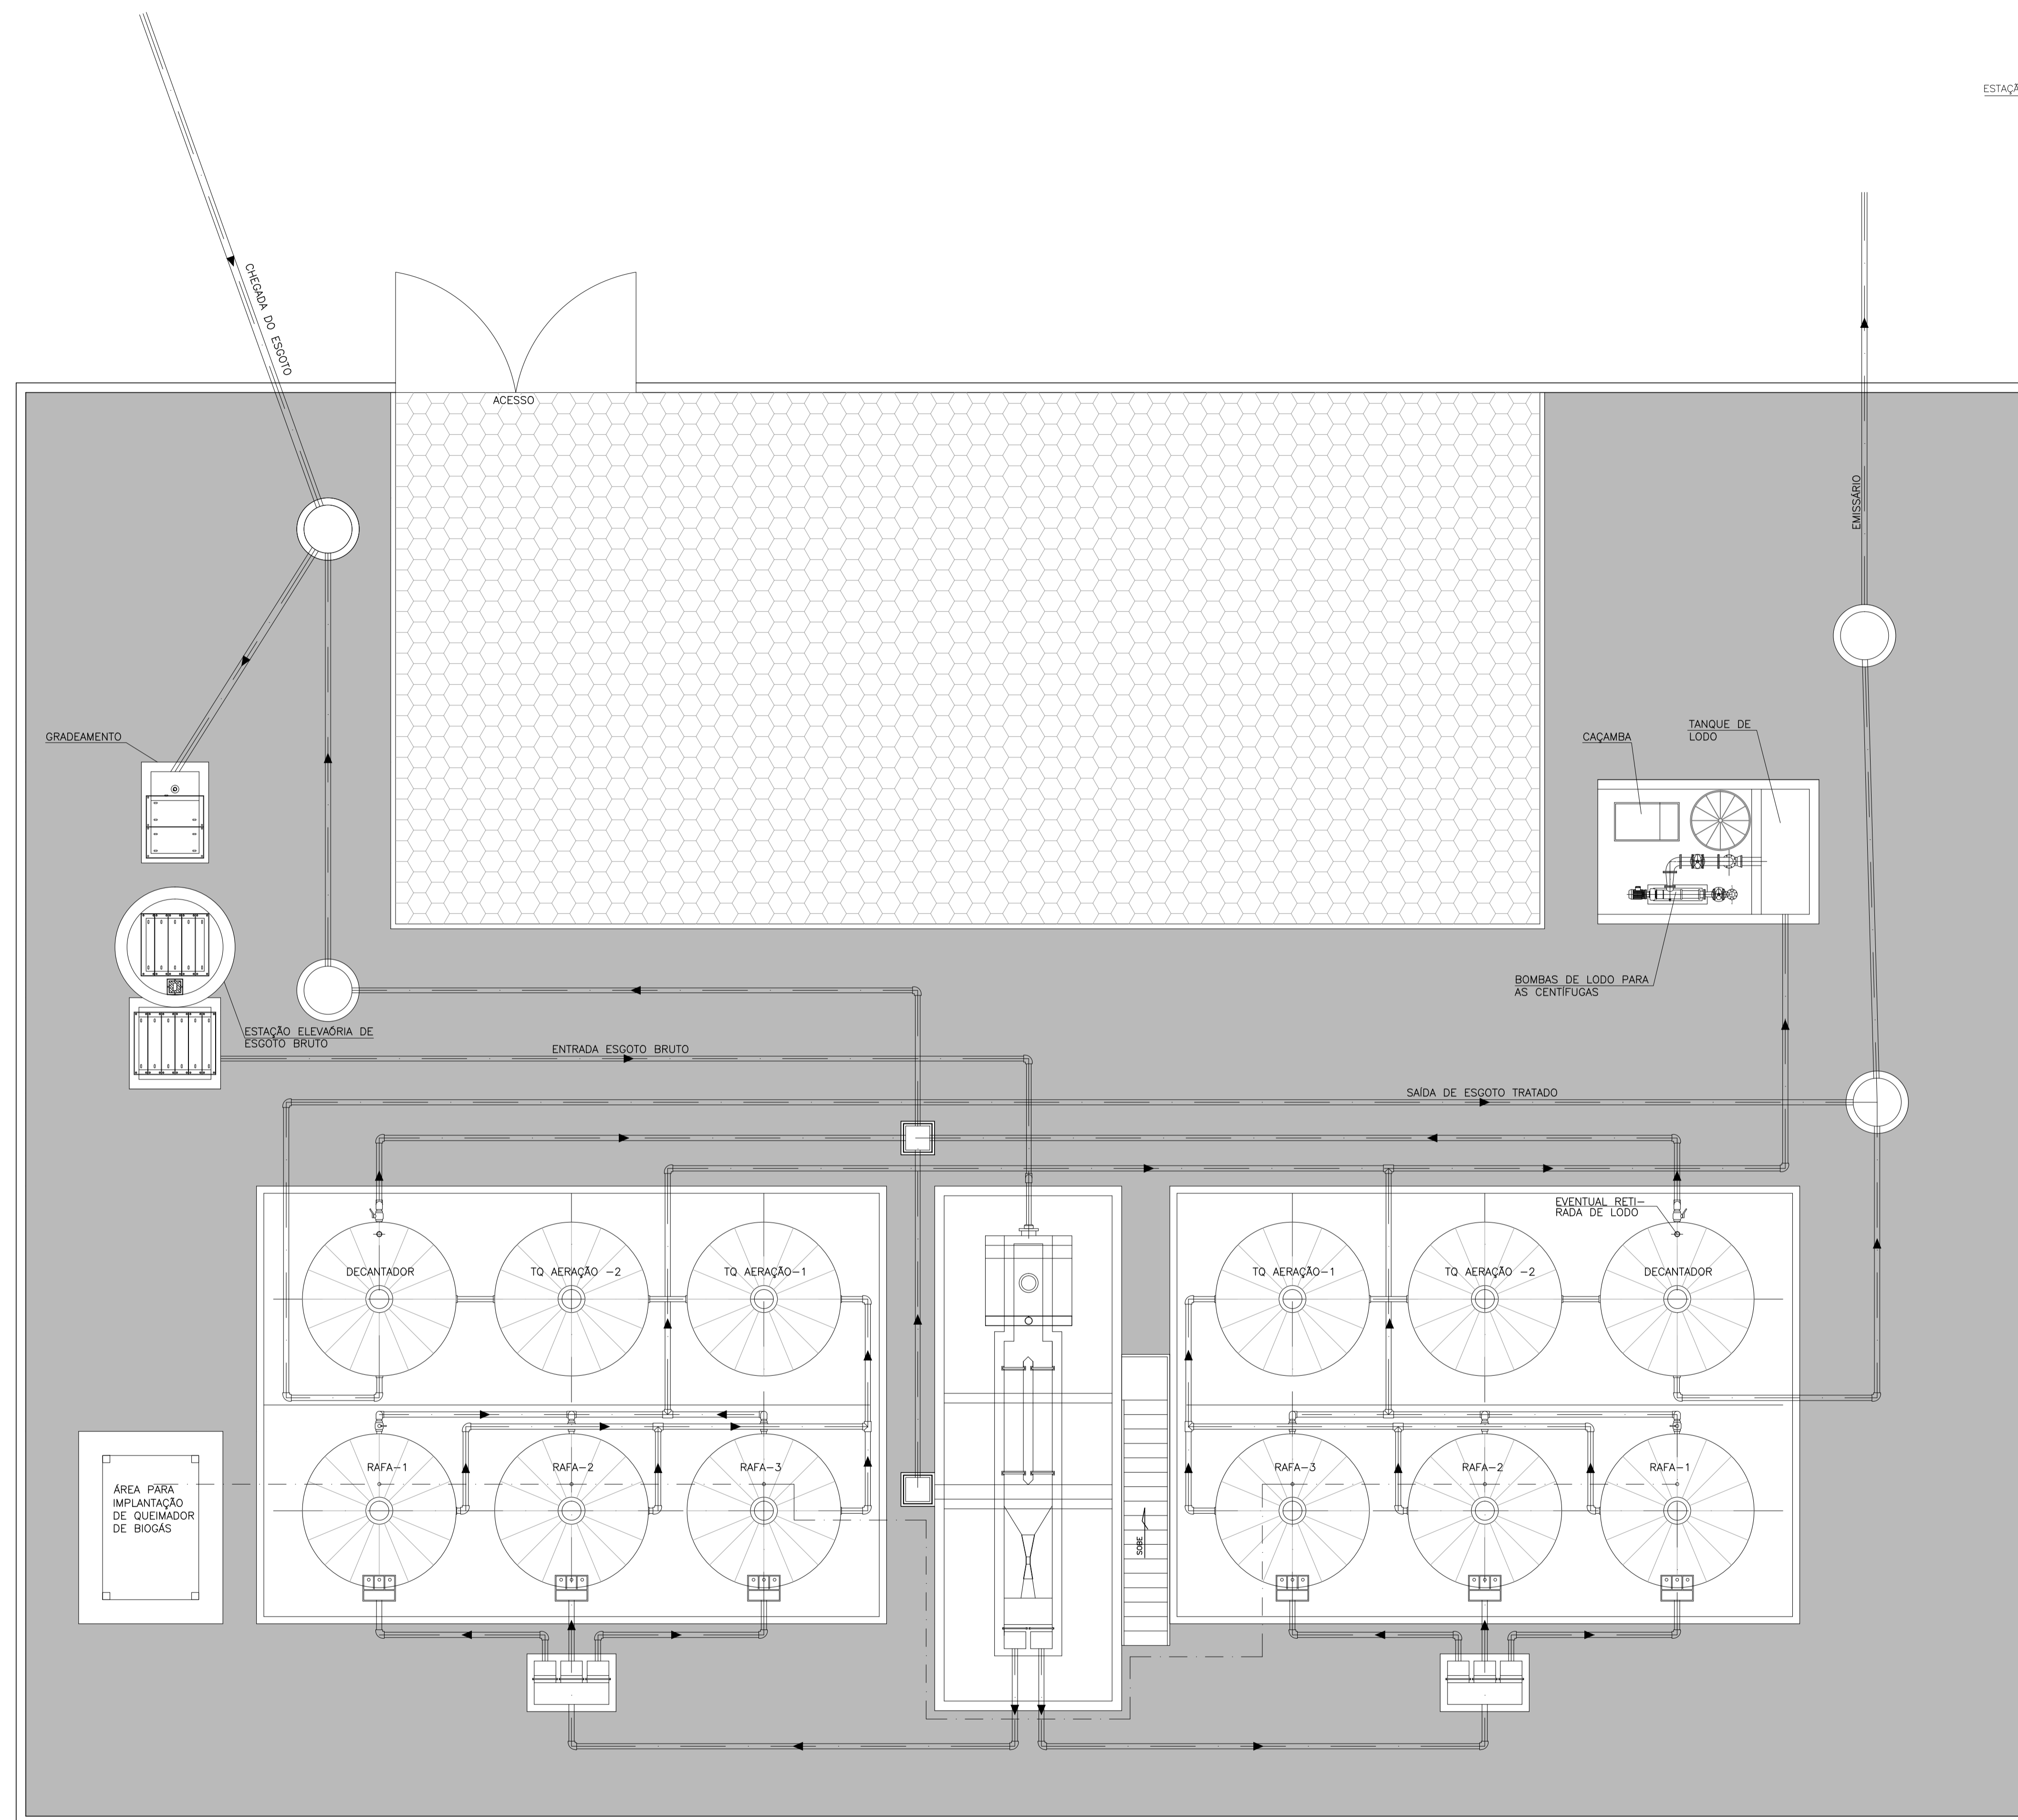 ESTAÇÃ
CHEGADA DO ESGOTO
ACESSO
EMISSÁRIO
GRADEAMENTO
CAÇAMBA
TANQUE DE
LODO
BOMBAS DE LODO PARA
AS CENTÍFUGAS
ESTAÇÃO ELEVAÓRIA DE
ESGOTO BRUTO
ENTRADA ESGOTO BRUTO
SAÍDA DE ESGOTO TRATADO
EVENTUAL RETI-
RADA DE LODO
DECANTADOR
TQ AERAÇÃO -2
TQ AERAÇÃO-1
TQ AERAÇÃO-1
TQ AERAÇÃO -2
DECANTADOR
RAFA-1
RAFA-2
RAFA-3
RAFA-3
RAFA-2
RAFA-1
ÁREA PARA
IMPLANTAÇÃO
DE QUEIMADOR
DE BIOGÁS
SOBE